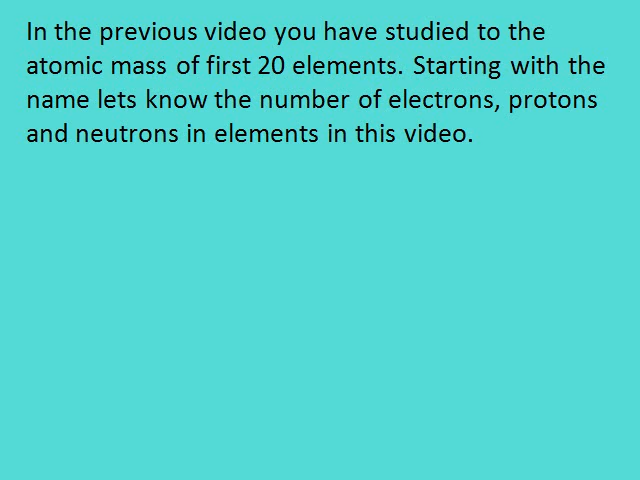 In the previous video you have studied to the
atomic mass of first 20 elements. Starting with the
name lets know the number of electrons, protons
and neutrons in elements in this video.